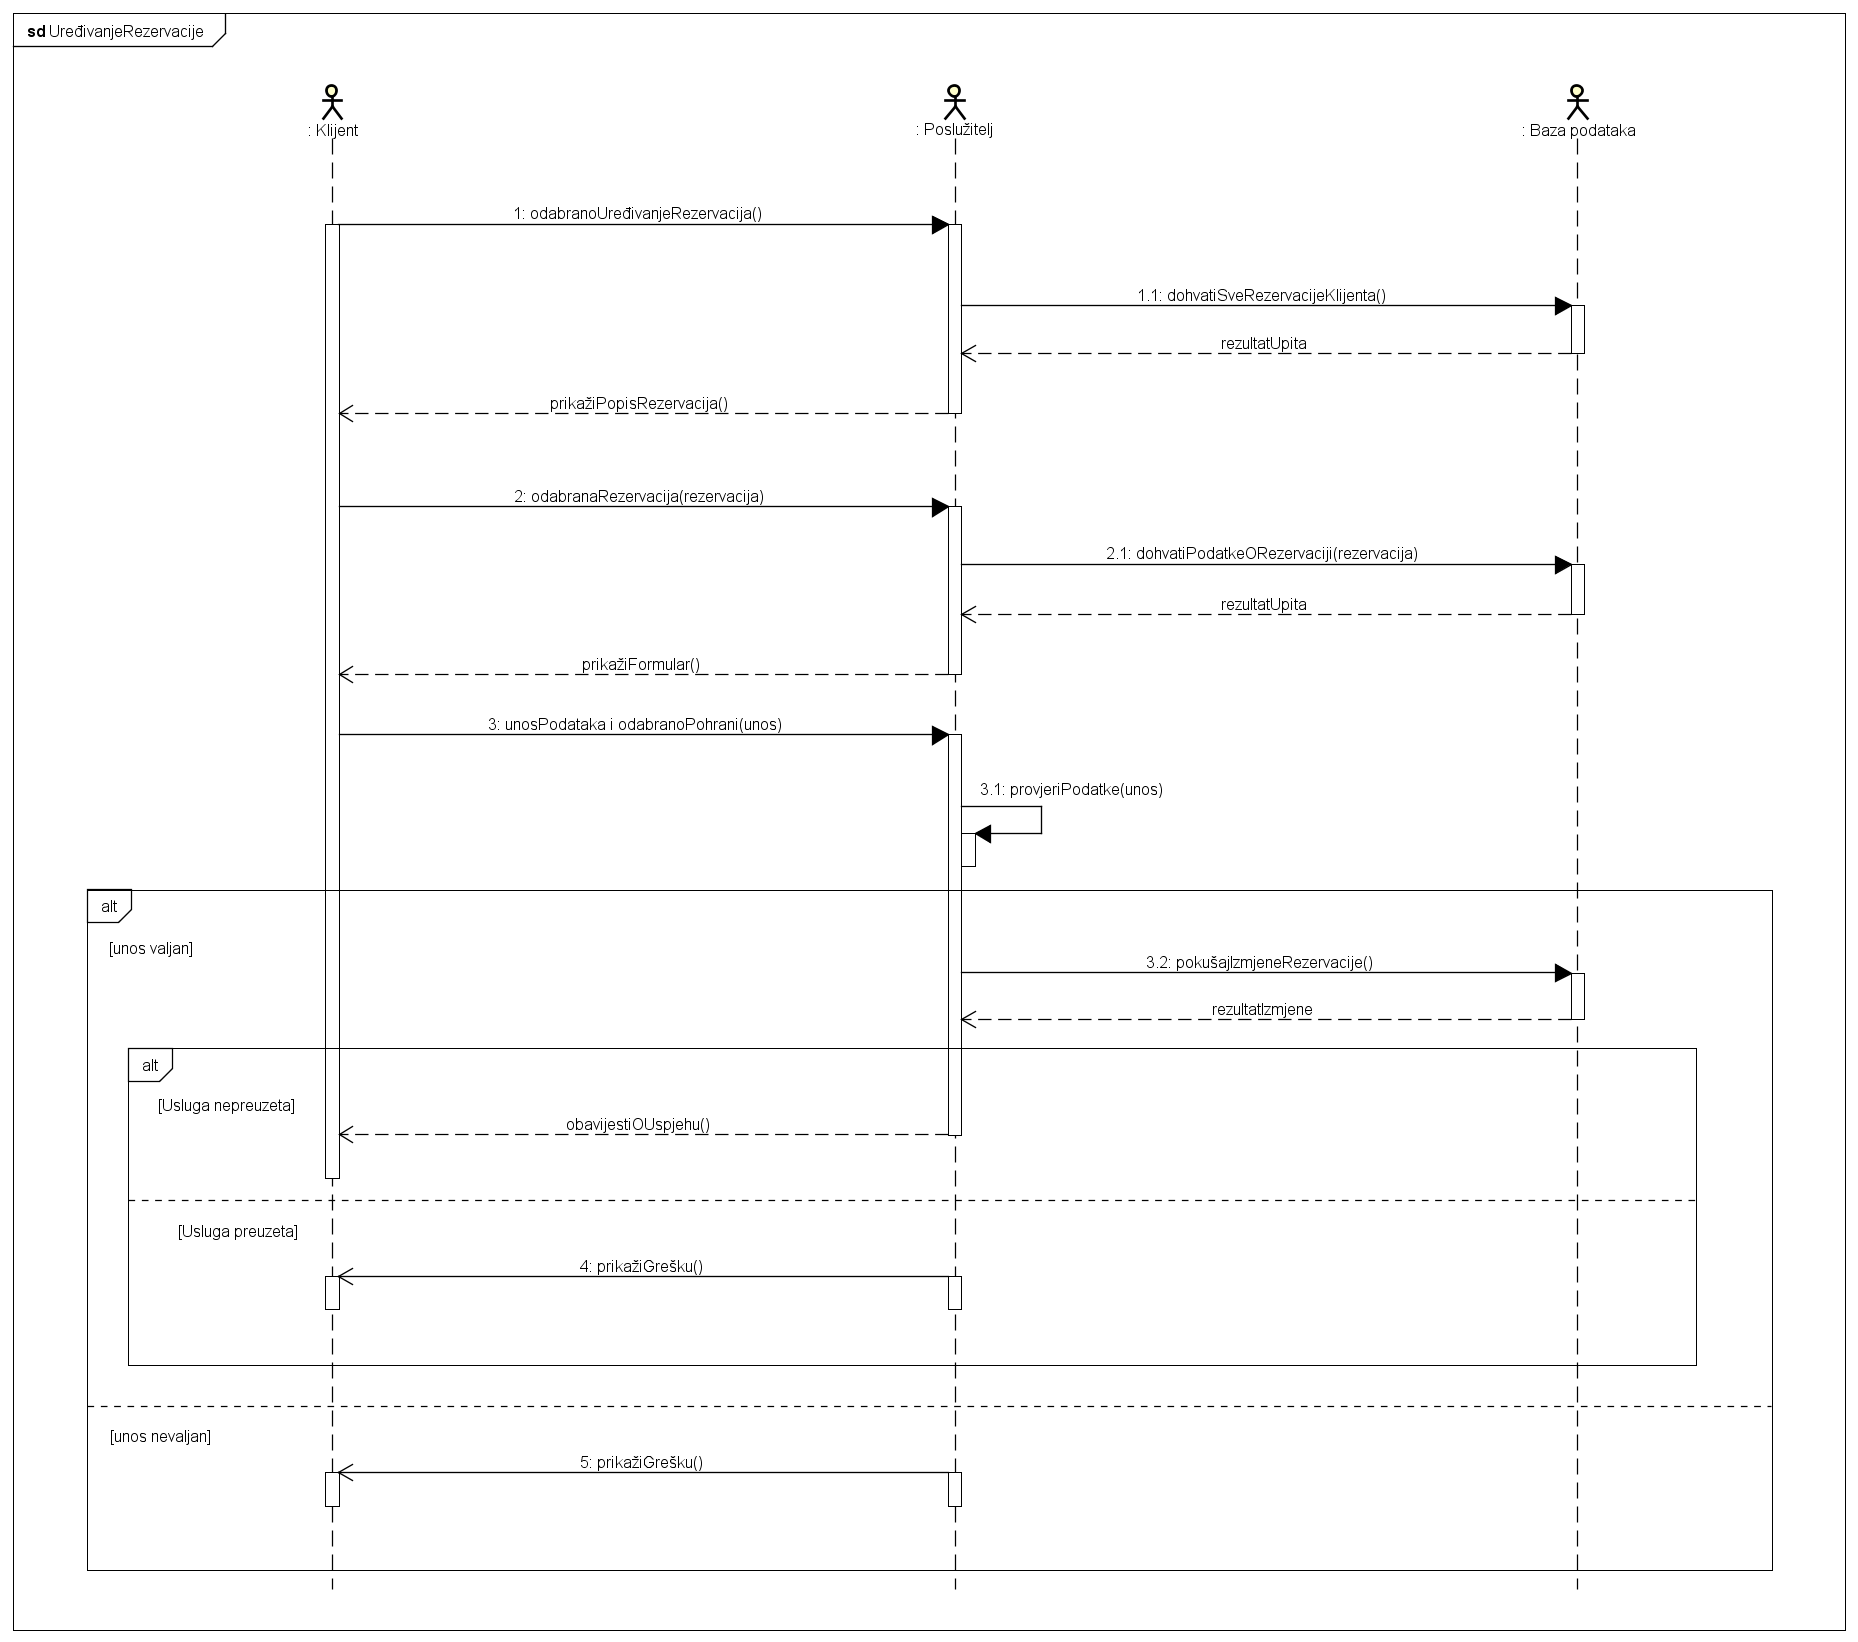 sd UređivanjeRezervacije
: Klijent
: Poslužitelj
: Baza podataka
1: odabranoUređivanjeRezervacija()
1.1: dohvatiSveRezervacijeKlijenta()
rezultatUpita
prikažiPopisRezervacija()
2: odabranaRezervacija(rezervacija)
2.1: dohvatiPodatkeORezervaciji(rezervacija)
rezultatUpita
prikažiFormular()
3: unosPodataka i odabranoPohrani(unos)
3.1: provjeriPodatke(unos)
alt
[unos valjan]
3.2: pokušajIzmjeneRezervacije()
rezultatIzmjene
alt
[Usluga nepreuzeta]
obavijestiOUspjehu()
[Usluga preuzeta]
4: prikažiGrešku()
[unos nevaljan]
5: prikažiGrešku()